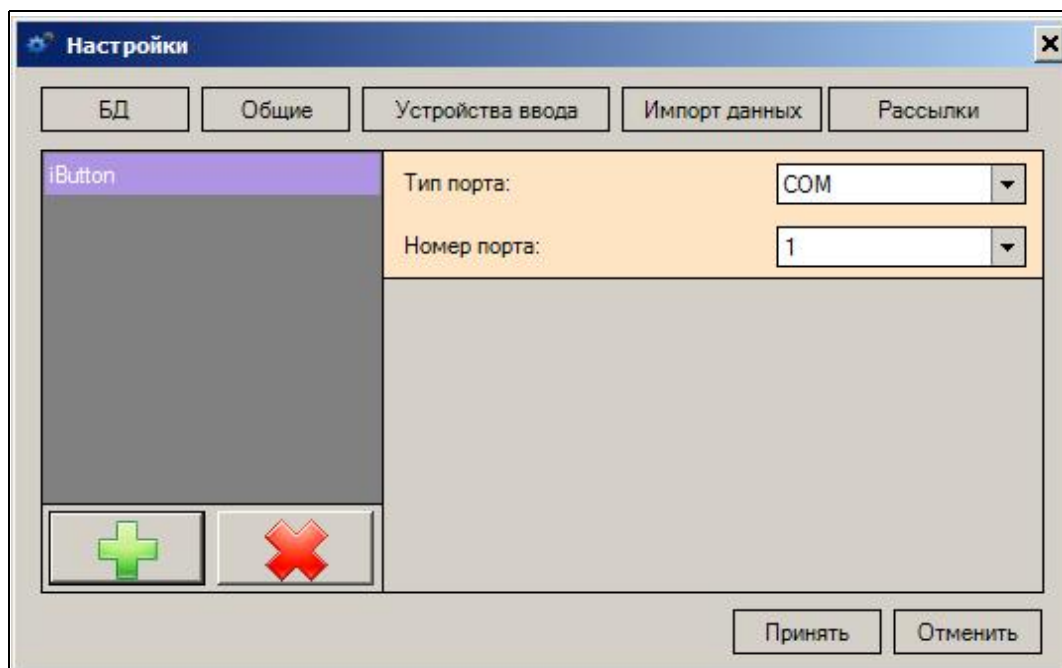 Настройки
БД Общие Устройства ввода Импорт данных Рассылки
iButton
Тип порта: COM
Номер порта: 1
Принять Отменить